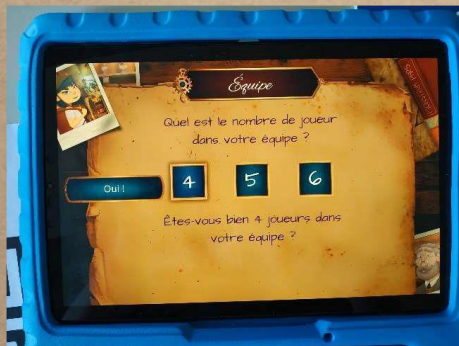 Équipe
Quel est le nombre de joueur
dans votre équipe ?
Oui !
4 5 6
Êtes-vous bien 4 joueurs dans
votre équipe ?